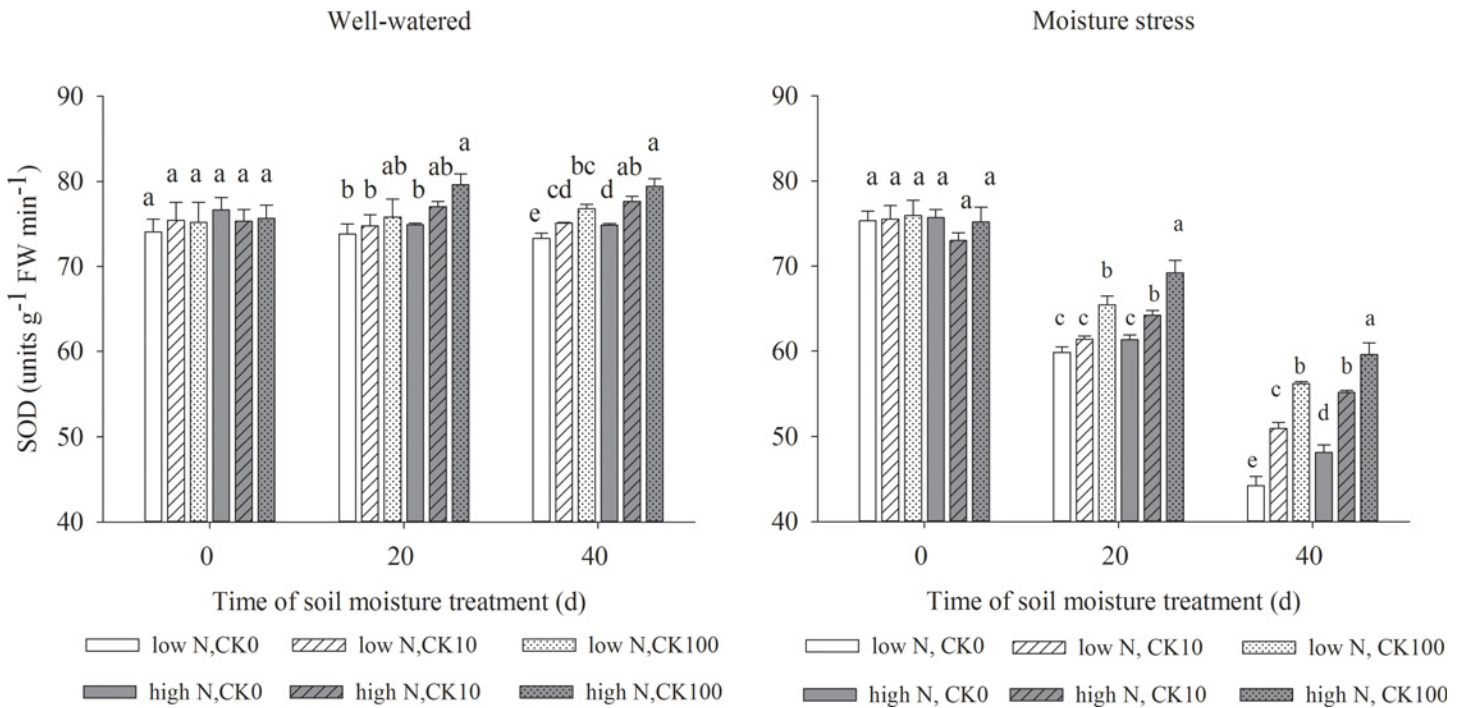 Well-watered
SOD (units g⁻¹ FW min⁻¹)
90
80
70
60
50
40
a a a a a a
b b ab b ab a
e cd bc d ab a
0 20 40
Time of soil moisture treatment (d)
low N,CK0 low N,CK10 low N,CK100
high N,CK0 high N,CK10 high N,CK100
Moisture stress
90
80
70
60
50
40
a a a a a a
c c b c b a
e c b d b a
0 20 40
Time of soil moisture treatment (d)
low N, CK0 low N, CK10 low N, CK100
high N, CK0 high N, CK10 high N, CK100